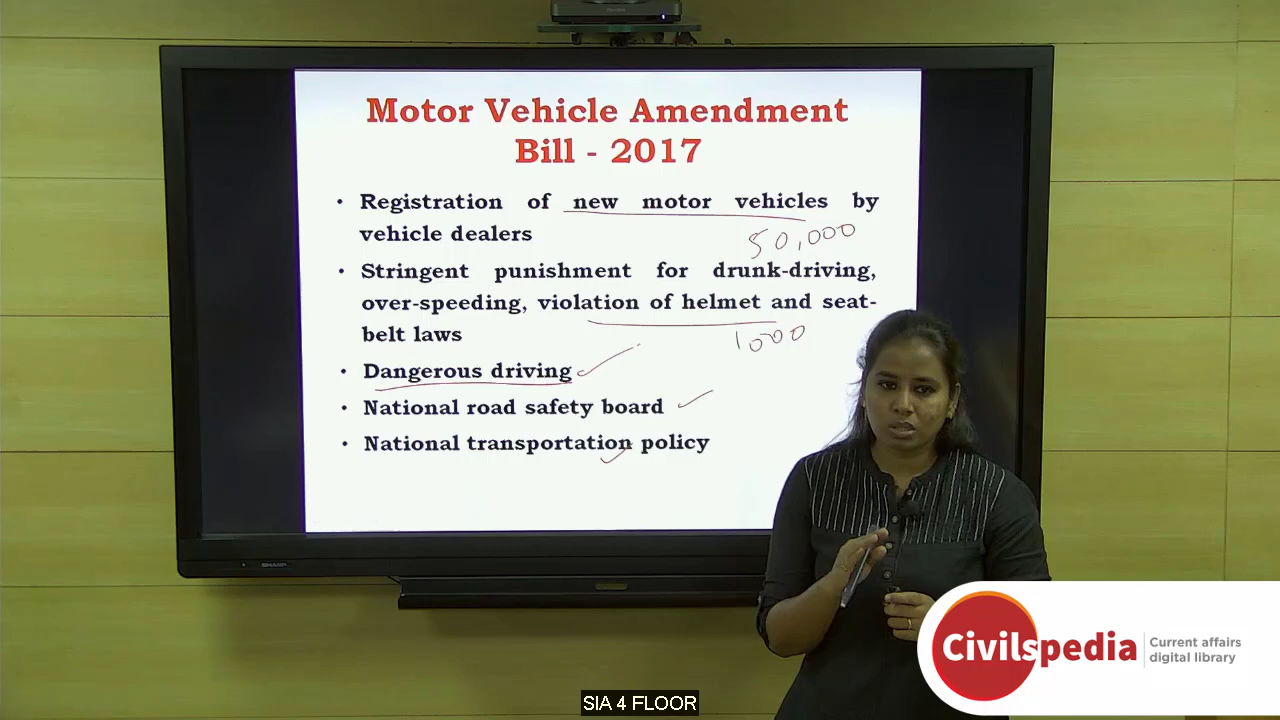 Motor Vehicle Amendment
Bill - 2017
• Registration of new motor vehicles by
vehicle dealers
50,000
• Stringent punishment for drunk-driving,
over-speeding, violation of helmet and seat-
belt laws
1000
• Dangerous driving
• National road safety board
• National transportation policy
SHARP
Civilspedia
Current affairs
digital library
SIA 4 FLOOR